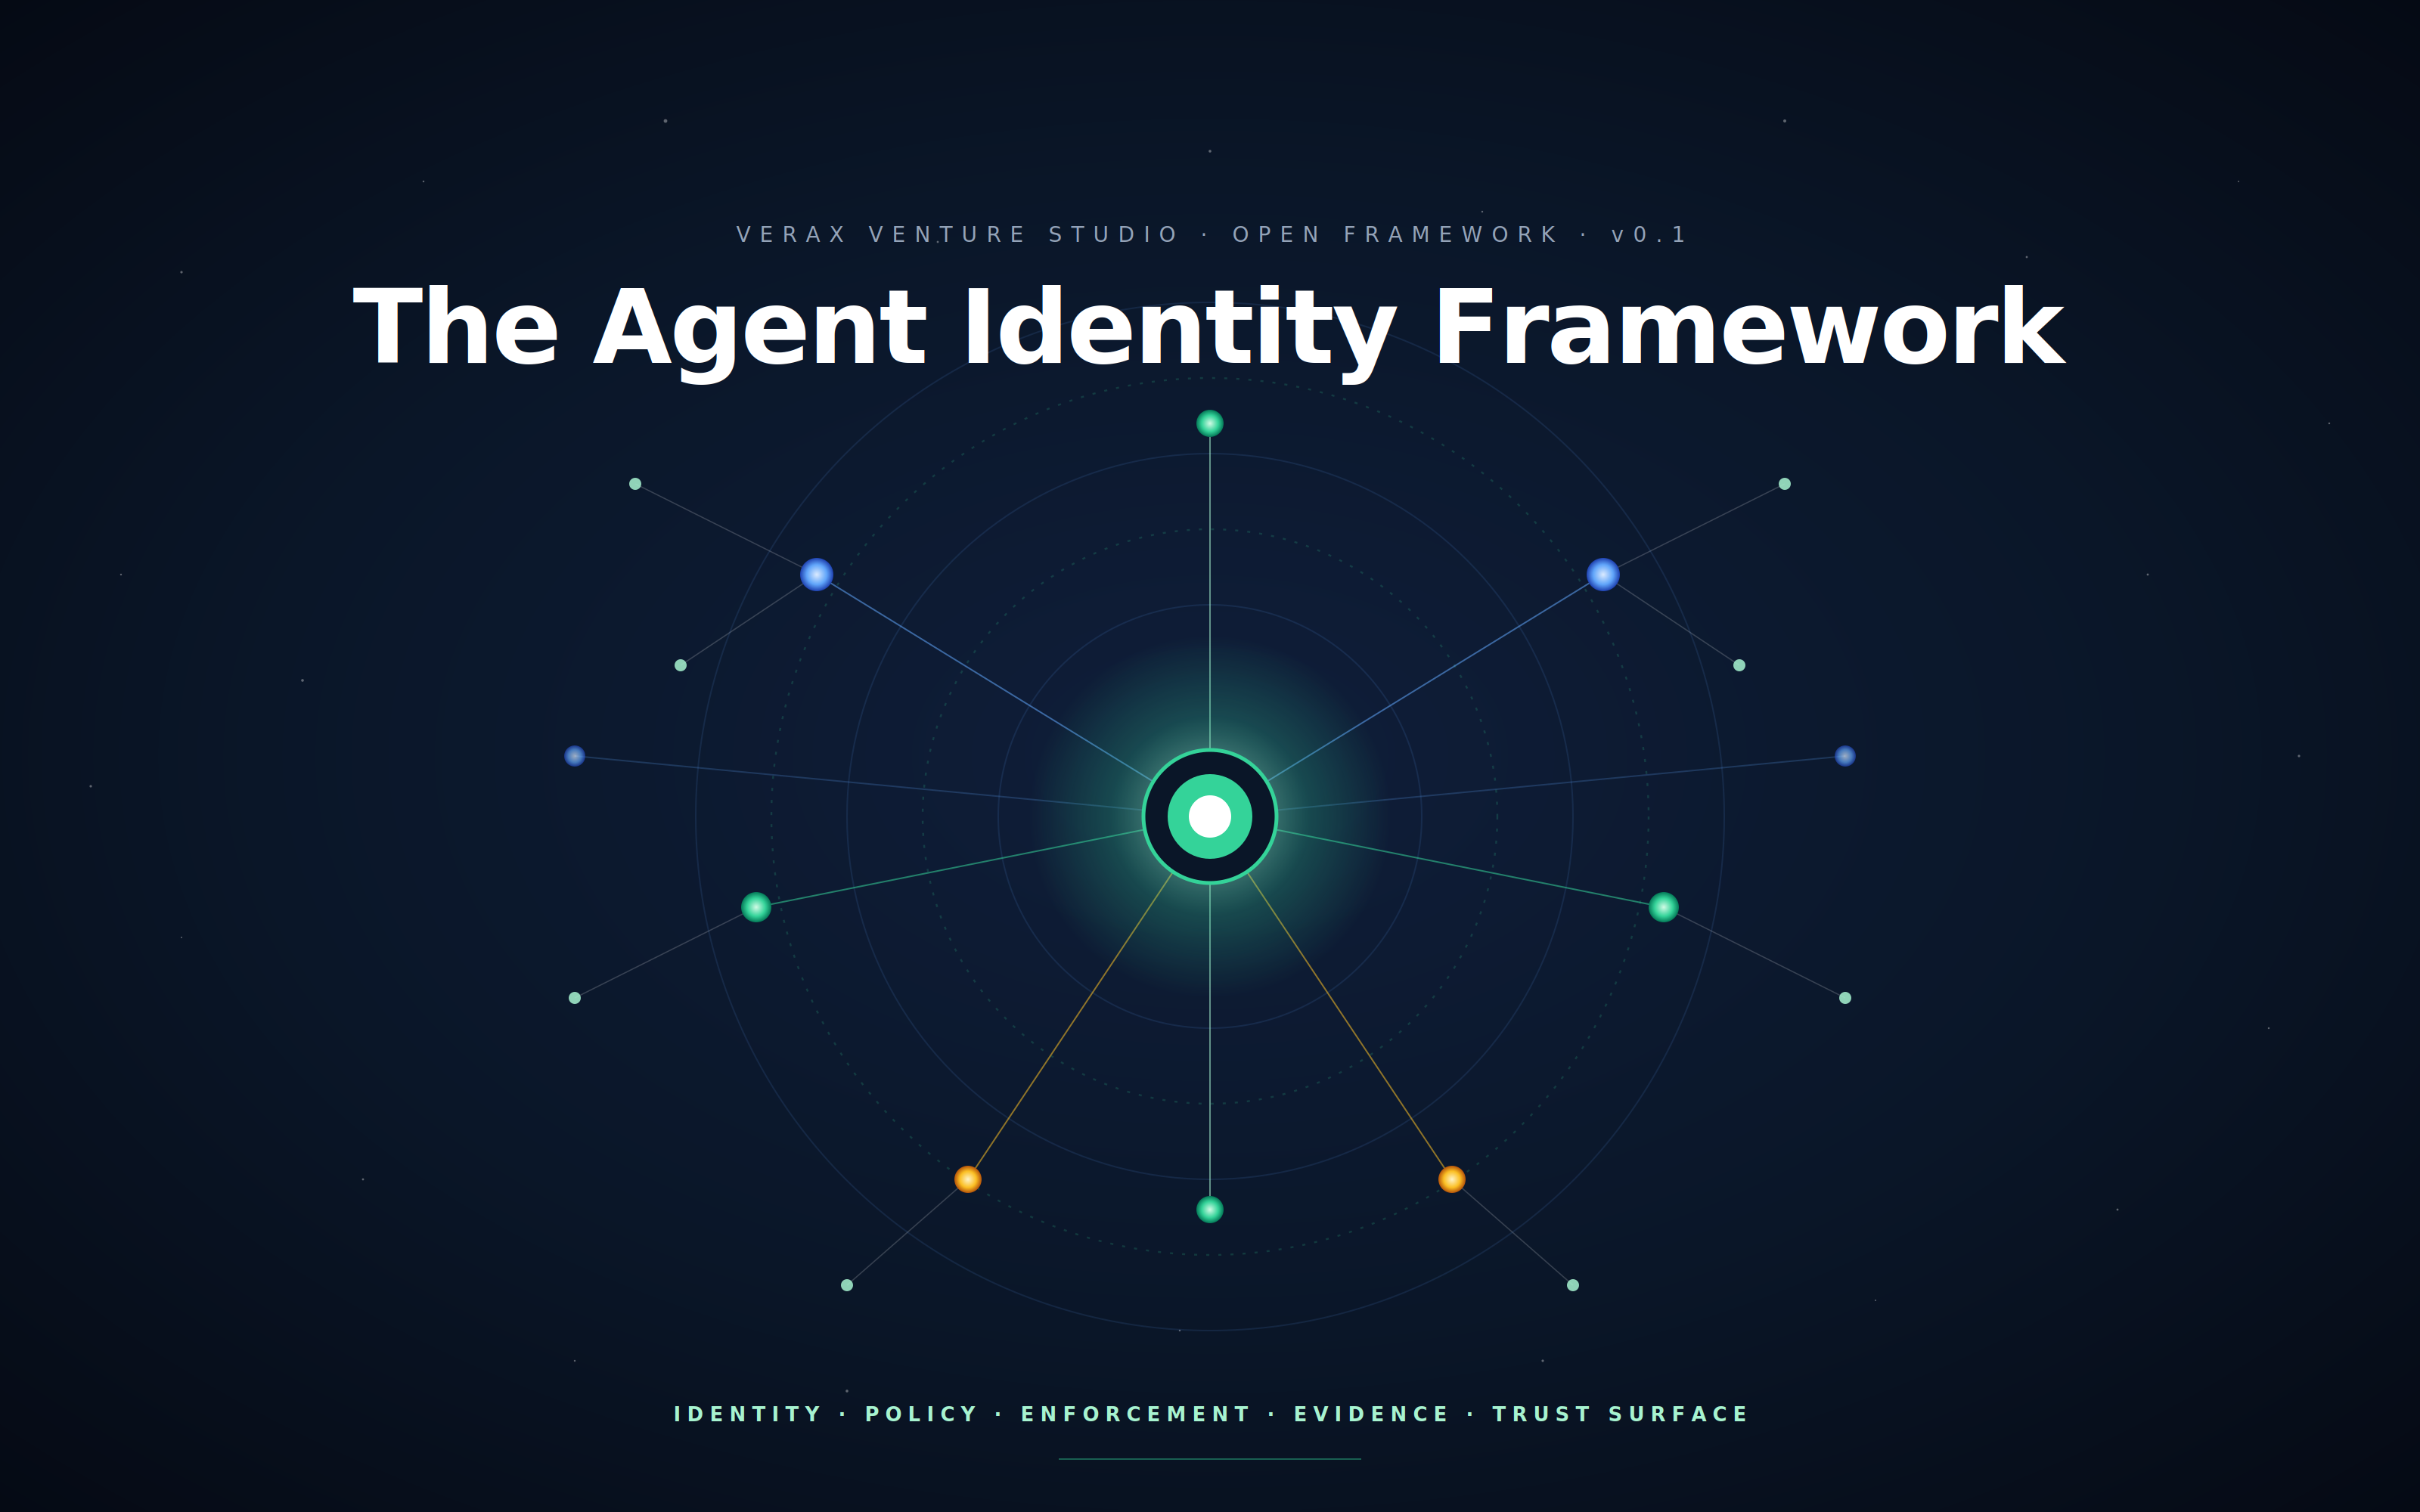 VERAX VENTURE STUDIO · OPEN FRAMEWORK · v0.1
The Agent Identity Framework
IDENTITY · POLICY · ENFORCEMENT · EVIDENCE · TRUST SURFACE